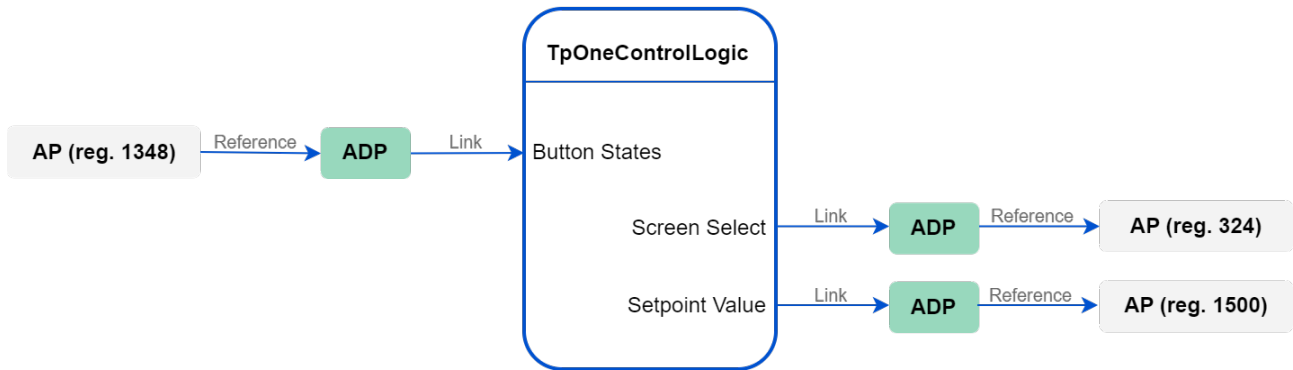 TpOneControlLogic
AP (reg. 1348) Reference ADP Link Button States
Screen Select Link ADP Reference AP (reg. 324)
Setpoint Value Link ADP Reference AP (reg. 1500)